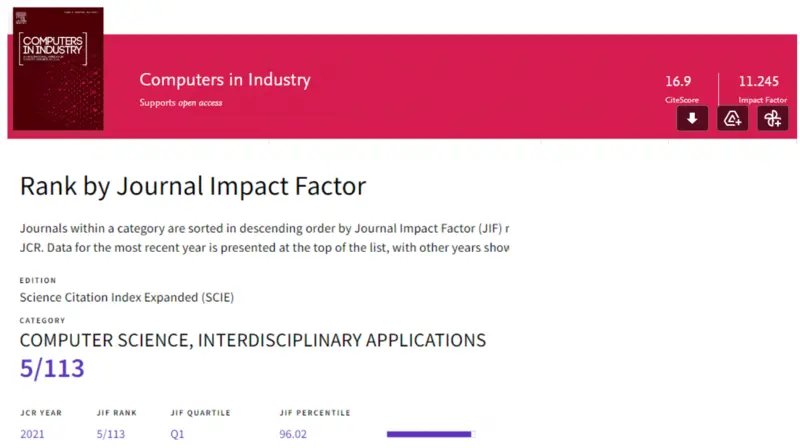 COMPUTERS
IN INDUSTRY
Computers in Industry
Supports open access
16.9
CiteScore
11.245
Impact Factor
Rank by Journal Impact Factor
Journals within a category are sorted in descending order by Journal Impact Factor (JIF) r
JCR. Data for the most recent year is presented at the top of the list, with other years show
EDITION
Science Citation Index Expanded (SCIE)
CATEGORY
COMPUTER SCIENCE, INTERDISCIPLINARY APPLICATIONS
5/113
JCR YEAR JIF RANK JIF QUARTILE JIF PERCENTILE
2021 5/113 Q1 96.02